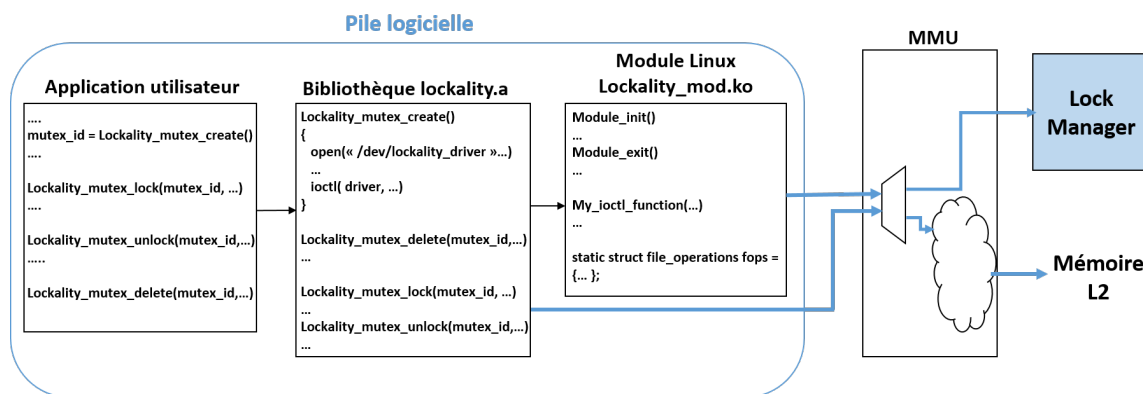 Pile logicielle
Application utilisateur
....
mutex_id = Lockality_mutex_create()
....
Lockality_mutex_lock(mutex_id, ...)
....
Lockality_mutex_unlock(mutex_id,...)
.....
Lockality_mutex_delete(mutex_id,...)
Bibliothèque lockality.a
Lockality_mutex_create()
{
open(« /dev/lockality_driver »...)
...
ioctl( driver, ...)
}
Lockality_mutex_delete(mutex_id,...)
...
Lockality_mutex_lock(mutex_id, ...)
...
Lockality_mutex_unlock(mutex_id,...)
...
Module Linux
Lockality_mod.ko
Module_init()
...
Module_exit()
...
My_ioctl_function(...)
...
static struct file_operations fops =
{... };
MMU
Lock
Manager
Mémoire
L2